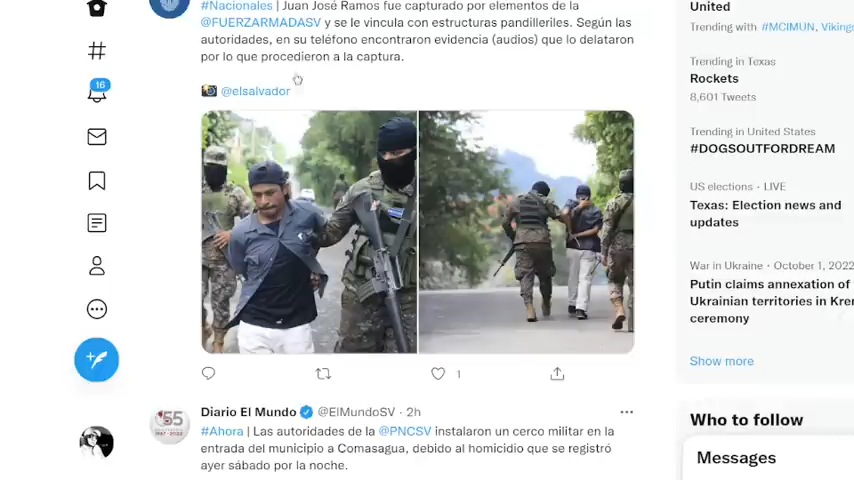 #Nacionales | Juan José Ramos fue capturado por elementos de la
@FUERZARMADASV y se le vincula con estructuras pandilleriles. Según las
autoridades, en su teléfono encontraron evidencia (audios) que lo delataron
por lo que procedieron a la captura.
@elsalvador
16
1
55
Diario El Mundo @ElMundoSV · 2h
#Ahora | Las autoridades de la @PNCSV instalaron un cerco militar en la
entrada del municipio a Comasagua, debido al homicidio que se registró
ayer sábado por la noche.
United
Trending with #MCIMUN, Vikings
Trending in Texas
Rockets
8,601 Tweets
Trending in United States
#DOGSOUTFORDREAM
US elections · LIVE
Texas: Election news and
updates
War in Ukraine · October 1, 2022
Putin claims annexation of
Ukrainian territories in Krem
ceremony
Show more
Who to follow
Messages